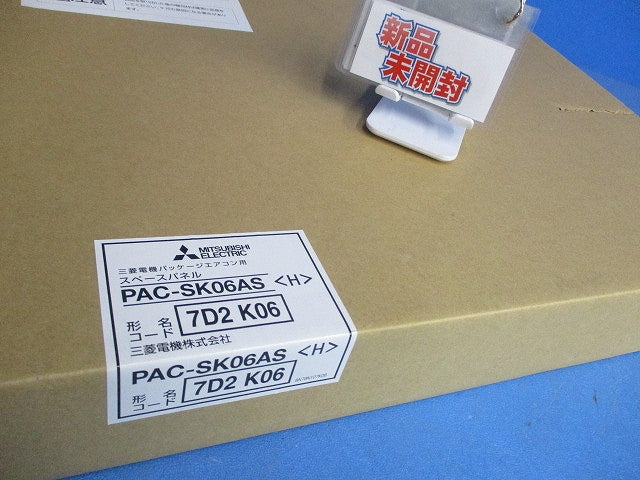 注意
新品
未開封
MITSUBISHI
ELECTRIC
三菱電機パッケージエアコン用
スペースパネル
PAC-SK06AS <H>
形名
コード 7D2 K06
三菱電機株式会社
PAC-SK06AS <H>
形名
コード 7D2 K06